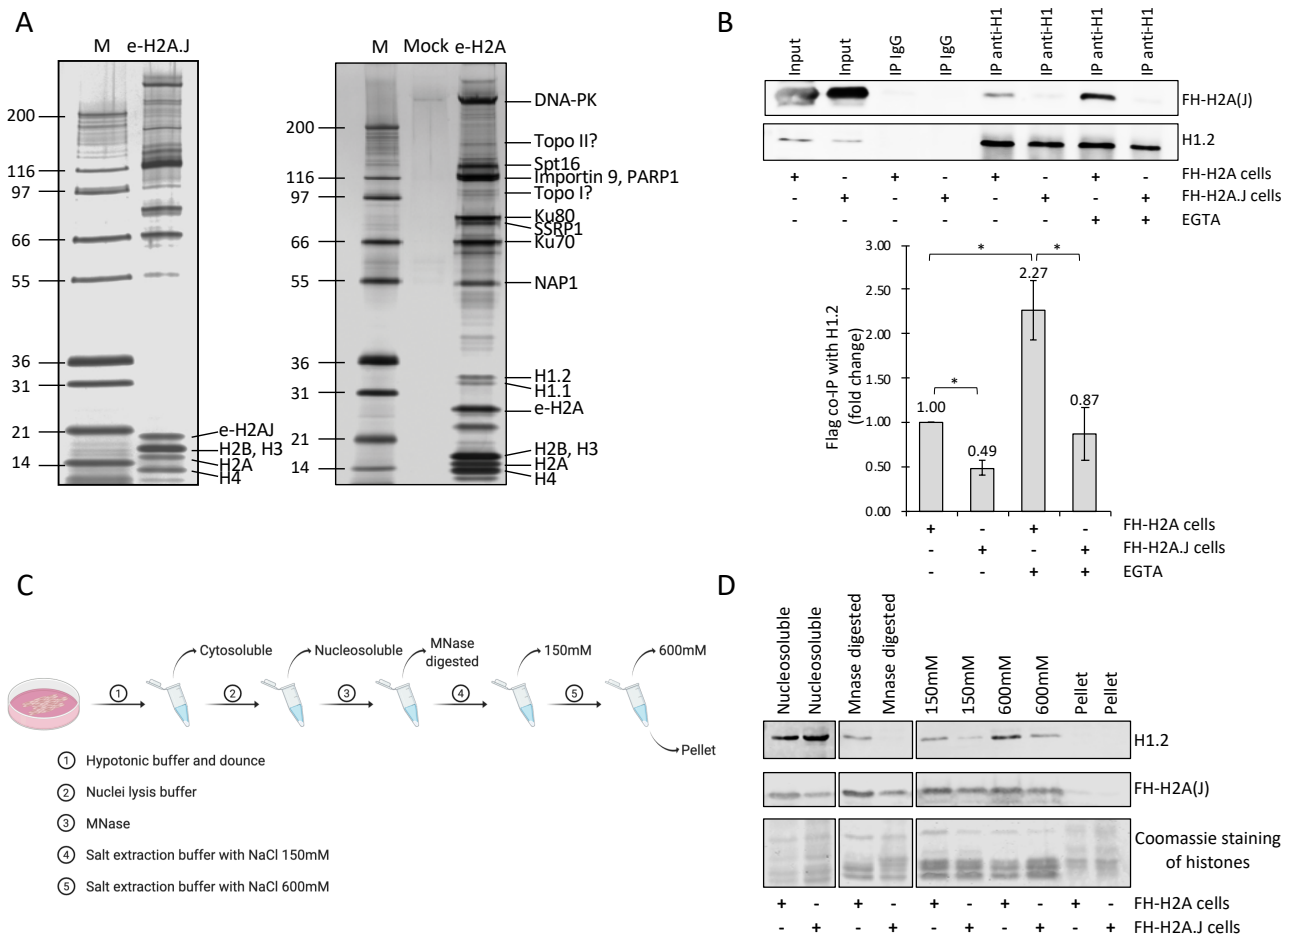 A
M e-H2A.J
200
116
97
66
55
36
31
21
14
e-H2AJ
H2B, H3
H2A
H4
M Mock e-H2A
200
116
97
66
55
36
31
21
14
DNA-PK
Topo II?
Spt16
Importin 9, PARP1
Topo I?
Ku80
SSRP1
Ku70
NAP1
H1.2
H1.1
e-H2A
H2B, H3
H2A
H4
B
Input Input IP IgG IP IgG IP anti-H1 IP anti-H1 IP anti-H1 IP anti-H1
FH-H2A(J)
H1.2
+ - + - + - + - FH-H2A cells
- + - + - + - + FH-H2A.J cells
- - - - - - + + EGTA
Flag co-IP with H1.2
(fold change)
3.00
2.50
2.00
1.50
1.00
0.50
0.00
* *
2.27
*
1.00
0.49
0.87
+ - + - FH-H2A cells
- + - + FH-H2A.J cells
- - + + EGTA
C
Cytosoluble
Nucleosoluble
MNase
digested
150mM
600mM
1 2 3 4 5
Pellet
1 Hypotonic buffer and dounce
2 Nuclei lysis buffer
3 MNase
4 Salt extraction buffer with NaCl 150mM
5 Salt extraction buffer with NaCl 600mM
D
Nucleosoluble Nucleosoluble Mnase digested Mnase digested 150mM 150mM 600mM 600mM Pellet Pellet
H1.2
FH-H2A(J)
Coomassie staining
of histones
+ - + - + - + - + - FH-H2A cells
- + - + - + - + - + FH-H2A.J cells